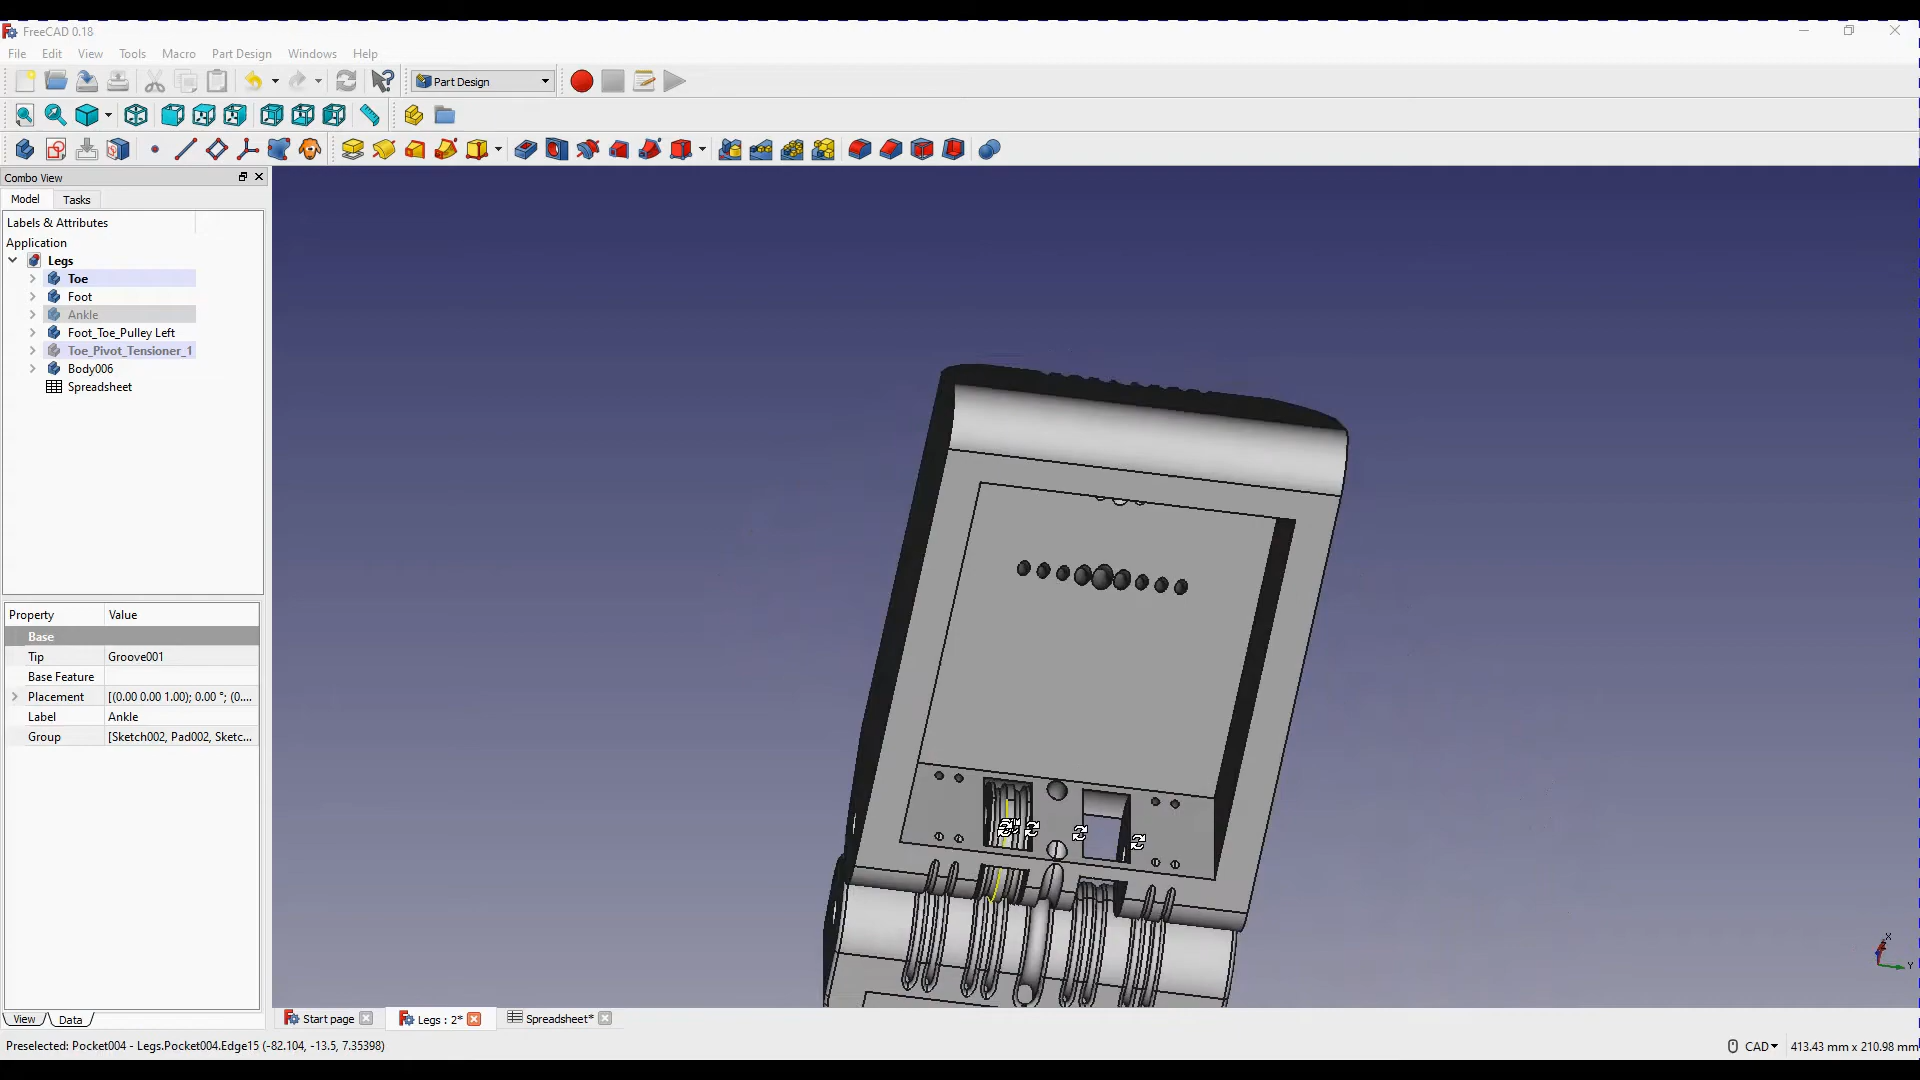 FreeCAD 0.18
File Edit View Tools Macro Part Design Windows Help
Part Design
Combo View
Model Tasks
Labels & Attributes
Application
Legs
Toe
Foot
Ankle
Foot_Toe_Pulley Left
Toe_Pivot_Tensioner_1
Body006
Spreadsheet
Property Value
Base
Tip Groove001
Base Feature
Placement [(0.00 0.00 1.00); 0.00 °; (0....
Label Ankle
Group [Sketch002, Pad002, Sketc...
X
Y
View Data
Start page Legs : 2* Spreadsheet*
Preselected: Pocket004 - Legs.Pocket004.Edge15 (-82.104, -13.5, 7.35398) CAD 413.43 mm x 210.98 mm